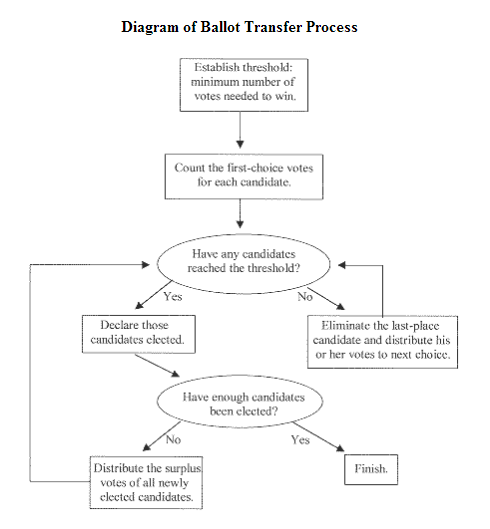 Diagram of Ballot Transfer Process
Establish threshold:
minimum number of
votes needed to win.
Count the first-choice votes
for each candidate.
Have any candidates
reached the threshold?
Yes
No
Declare those
candidates elected.
Eliminate the last-place
candidate and distribute his
or her votes to next choice.
Have enough candidates
been elected?
No
Yes
Distribute the surplus
votes of all newly
elected candidates.
Finish.